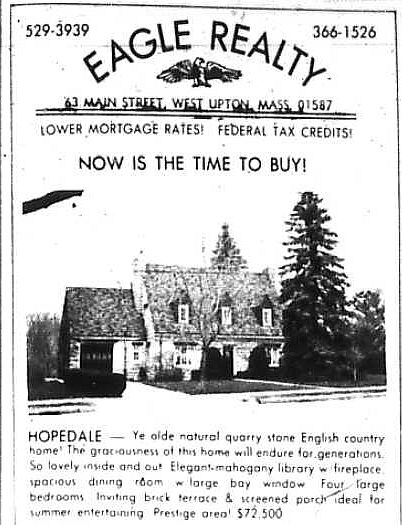 529-3939 366-1526
EAGLE REALTY
63 MAIN STREET, WEST UPTON, MASS. 01587
LOWER MORTGAGE RATES! FEDERAL TAX CREDITS!
NOW IS THE TIME TO BUY!
HOPEDALE — Ye olde natural quarry stone English country
home! The graciousness of this home will endure for generations.
So lovely inside and out. Elegant mahogany library w/fireplace,
spacious dining room w/large bay window. Four large
bedrooms. Inviting brick terrace & screened porch ideal for
summer entertaining. Prestige area! $72,500